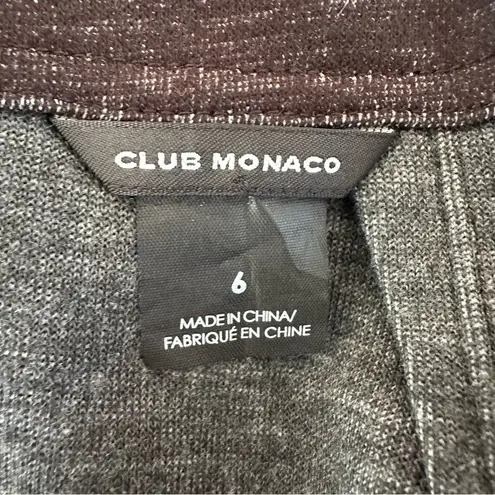 CLUB MONACO
6
MADE IN CHINA/
FABRIQUÉ EN CHINE